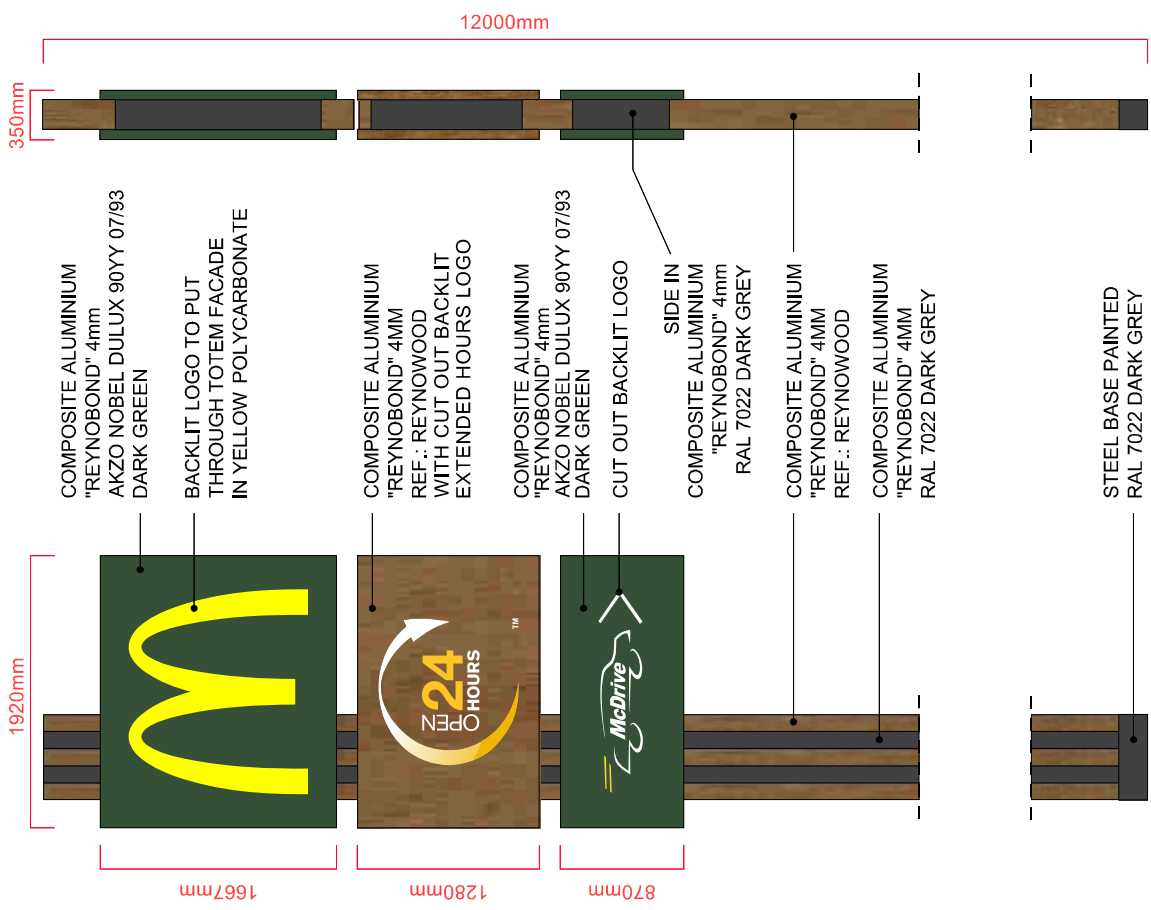 12000mm
350mm
1920mm
COMPOSITE ALUMINIUM
"REYNOBOND" 4mm
AKZO NOBEL DULUX 90YY 07/93
DARK GREEN
BACKLIT LOGO TO PUT
THROUGH TOTEM FACADE
IN YELLOW POLYCARBONATE
COMPOSITE ALUMINIUM
"REYNOBOND" 4MM
REF.: REYNOWOOD
WITH CUT OUT BACKLIT
EXTENDED HOURS LOGO
COMPOSITE ALUMINIUM
"REYNOBOND" 4mm
AKZO NOBEL DULUX 90YY 07/93
DARK GREEN
CUT OUT BACKLIT LOGO
SIDE IN
COMPOSITE ALUMINIUM
"REYNOBOND" 4mm
RAL 7022 DARK GREY
COMPOSITE ALUMINIUM
"REYNOBOND" 4MM
REF.: REYNOWOOD
COMPOSITE ALUMINIUM
"REYNOBOND" 4MM
RAL 7022 DARK GREY
STEEL BASE PAINTED
RAL 7022 DARK GREY
OPEN
24
HOURS
TM
McDrive
1667mm
1280mm
870mm